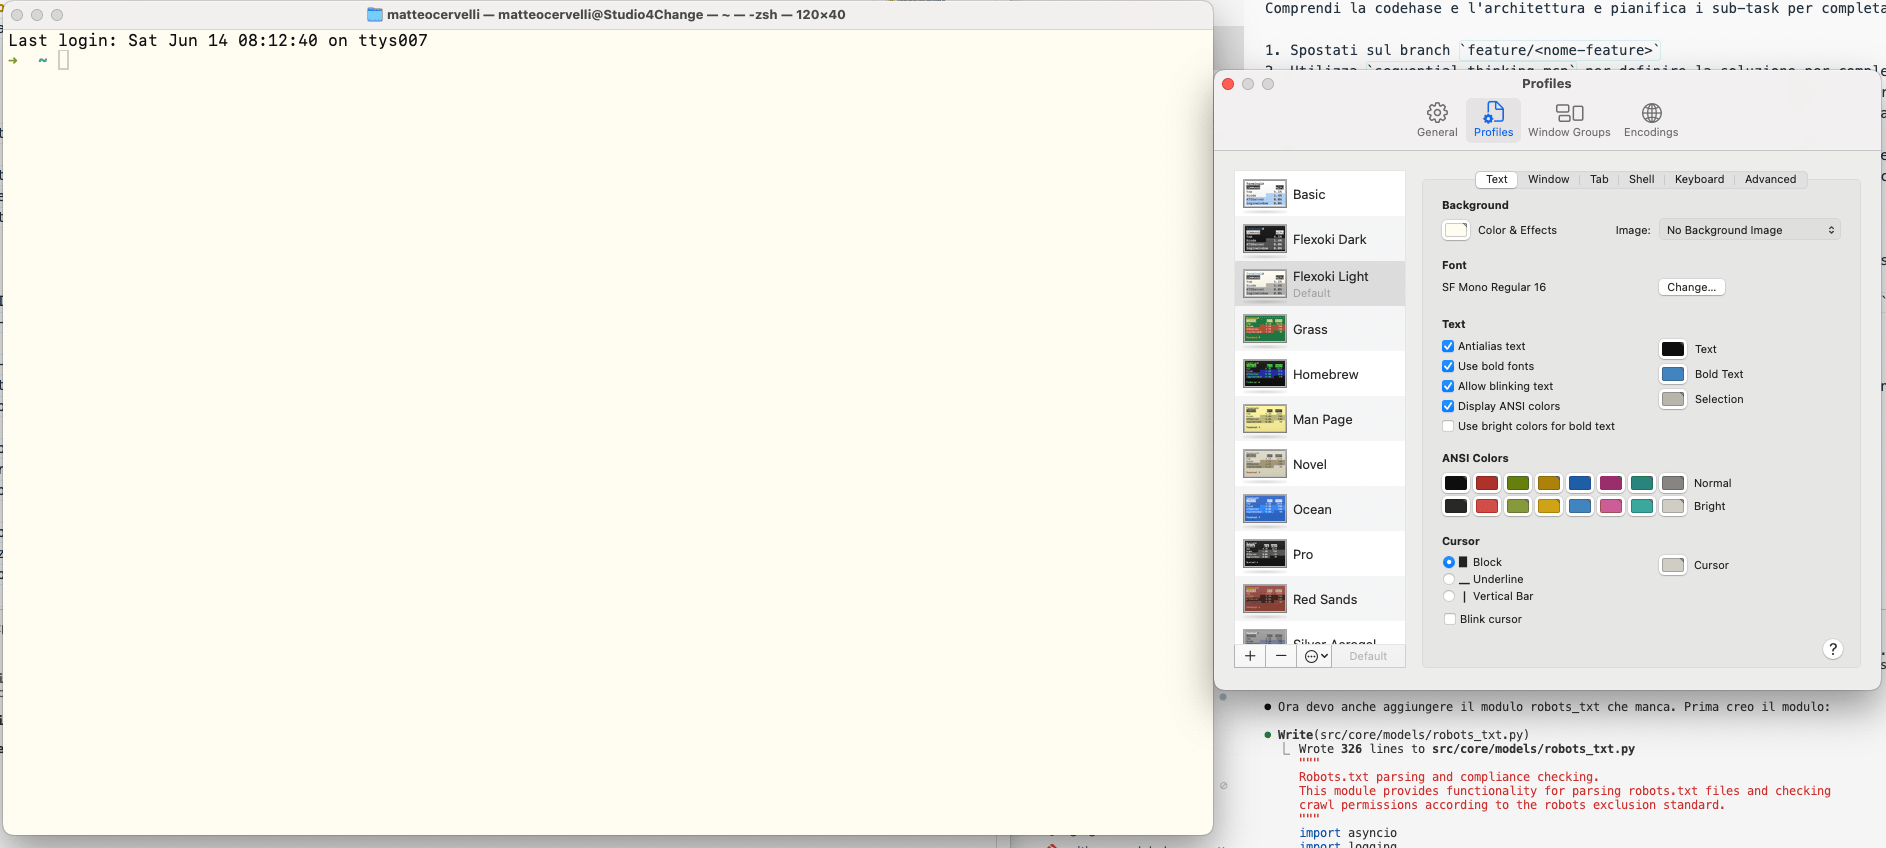 matteocervelli — matteocervelli@Studio4Change — ~ — -zsh — 120×40
Last login: Sat Jun 14 08:12:40 on ttys007
➜ ~
Comprendi la codebase e l'architettura e pianifica i sub-task per completa
1. Spostati sul branch `feature/<nome-feature>`
Profiles
General Profiles Window Groups Encodings
Basic
Flexoki Dark
Flexoki Light
Default
Grass
Homebrew
Man Page
Novel
Ocean
Pro
Red Sands
Silver Aerogel
Default
Text Window Tab Shell Keyboard Advanced
Background
Color & Effects Image: No Background Image
Font
SF Mono Regular 16 Change...
Text
Antialias text
Use bold fonts
Allow blinking text
Display ANSI colors
Use bright colors for bold text
Text
Bold Text
Selection
ANSI Colors
Normal
Bright
Cursor
Block
Underline
Vertical Bar
Blink cursor
Cursor
?
● Ora devo anche aggiungere il modulo robots_txt che manca. Prima creo il modulo:
● Write(src/core/models/robots_txt.py)
⎿ Wrote 326 lines to src/core/models/robots_txt.py
"""
Robots.txt parsing and compliance checking.
This module provides functionality for parsing robots.txt files and checking
crawl permissions according to the robots exclusion standard.
"""
import asyncio
import logging